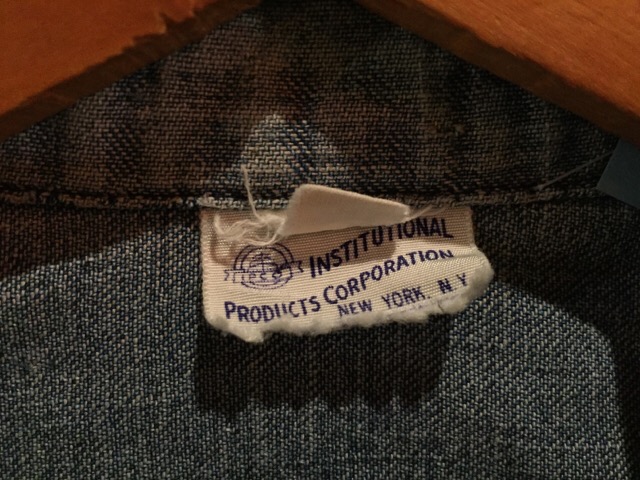 INSTITUTIONAL
PRODUCTS CORPORATION
NEW YORK, N Y